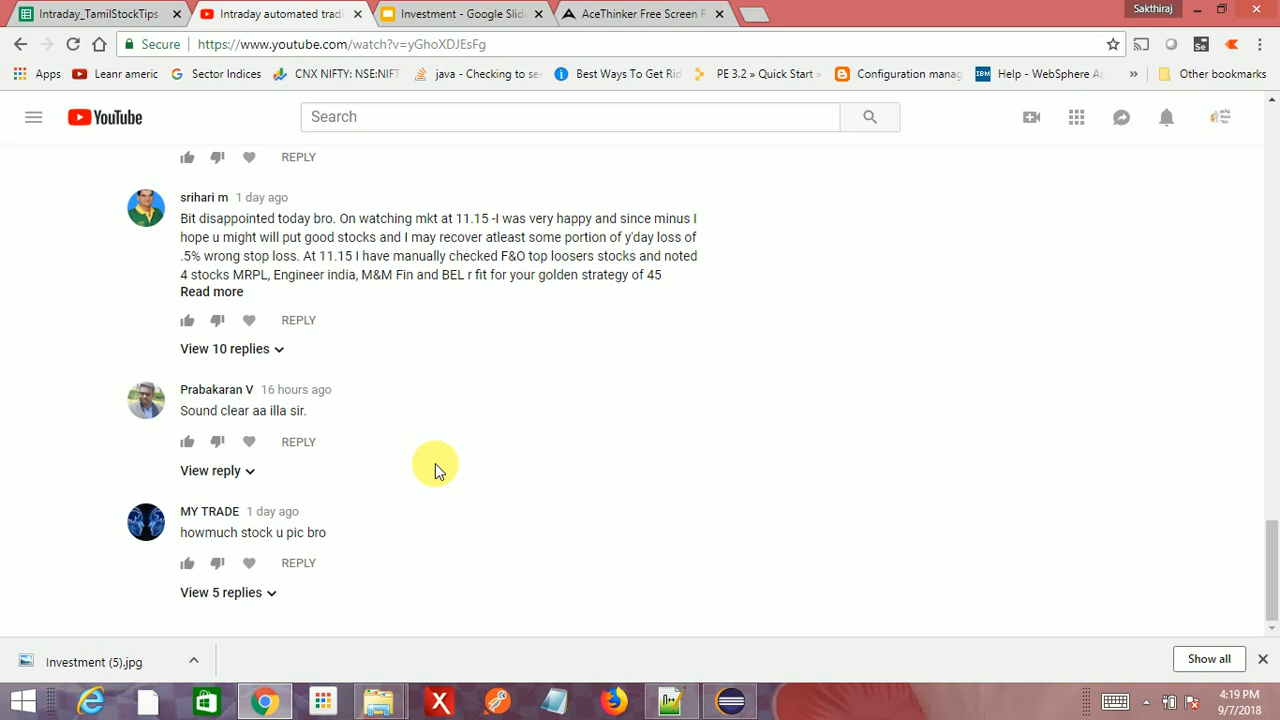 Intraday_TamilStockTips
Intraday automated tradi
Investment - Google Slid
AceThinker Free Screen R
Sakthiraj
Secure
https://www.youtube.com/watch?v=yGhoXDJEsGg
Apps
Leanr americ
Sector Indices
CNX NIFTY: NSE:NIFT
java - Checking to se
Best Ways To Get Rid
PE 3.2 » Quick Start
Configuration manag
IBM
Help - WebSphere Ap
»
Other bookmarks
YouTube
Search
REPLY
srihari m 1 day ago
Bit disappointed today bro. On watching mkt at 11.15 -I was very happy and since minus I
hope u might will put good stocks and I may recover atleast some portion of y'day loss of
.5% wrong stop loss. At 11.15 I have manually checked F&O top loosers stocks and noted
4 stocks MRPL, Engineer india, M&M Fin and BEL r fit for your golden strategy of 45
Read more
REPLY
View 10 replies
Prabakaran V 16 hours ago
Sound clear aa illa sir.
REPLY
View reply
MY TRADE 1 day ago
howmuch stock u pic bro
REPLY
View 5 replies
Investment (5).jpg
Show all
4:19 PM
9/7/2018